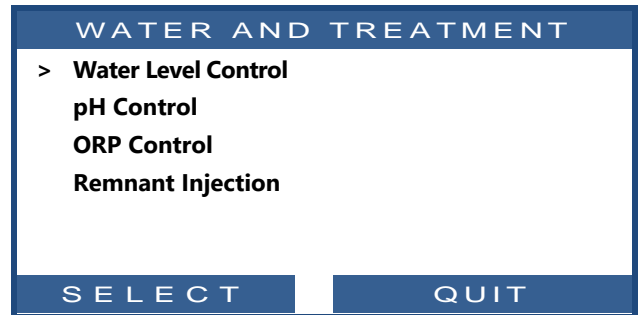 WATER AND TREATMENT
> Water Level Control
pH Control
ORP Control
Remnant Injection
SELECT QUIT